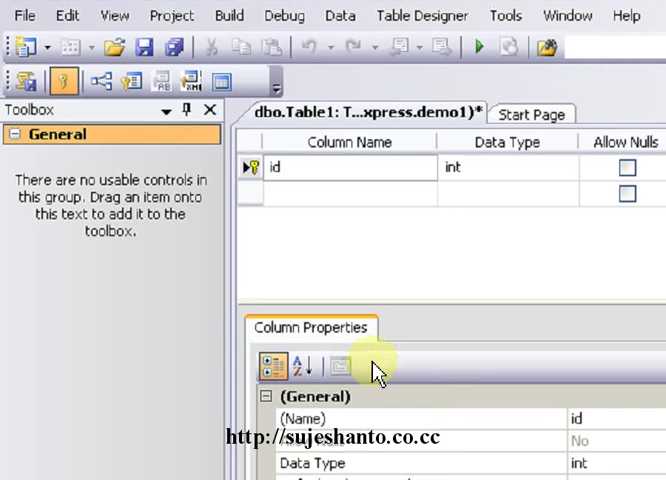 File Edit View Project Build Debug Data Table Designer Tools Window Help
Toolbox
dbo.Table1: T...xpress.demo1)* Start Page
General
Column Name Data Type Allow Nulls
id int
There are no usable controls in
this group. Drag an item onto
this text to add it to the
toolbox.
Column Properties
(General)
(Name) id
http://sujeshanto.co.cc
No
Data Type int